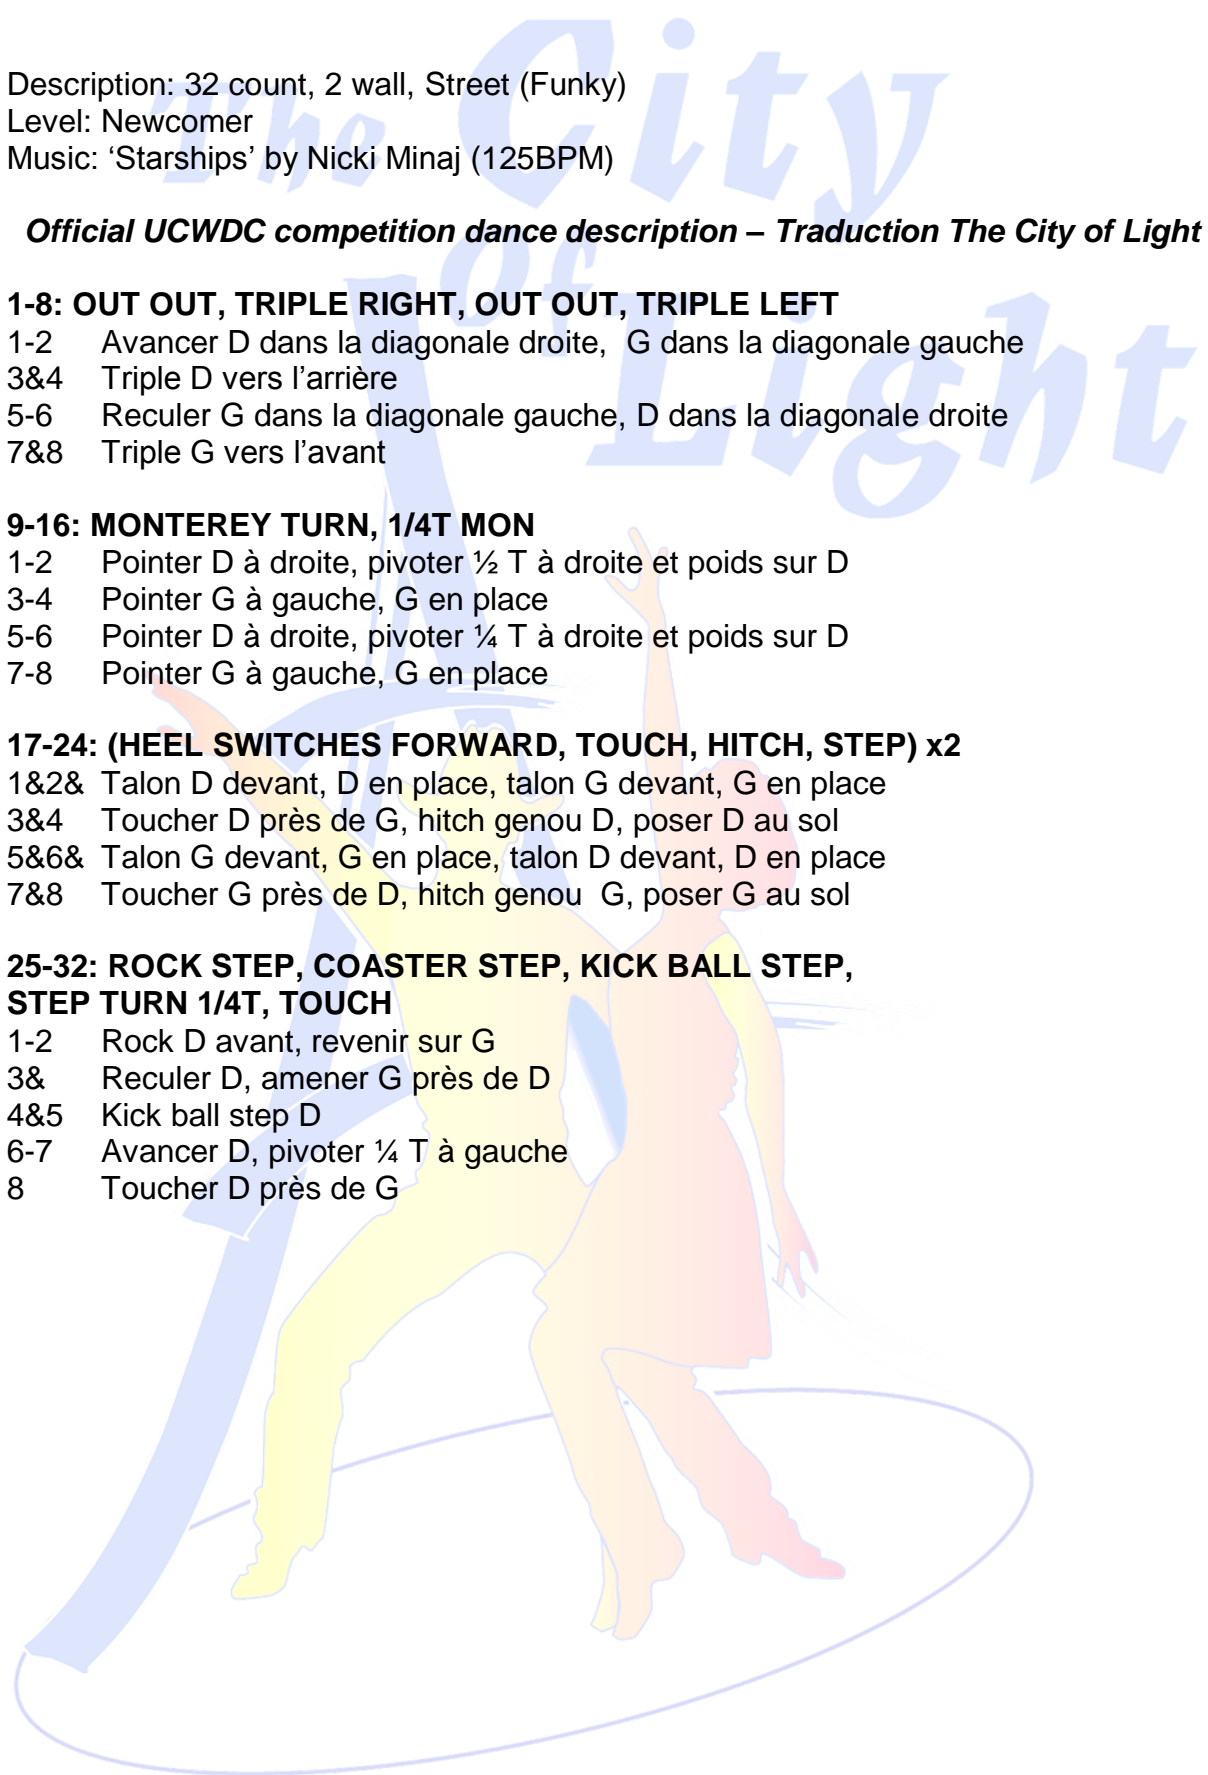 The City
of Light
Description: 32 count, 2 wall, Street (Funky)
Level: Newcomer
Music: ‘Starships’ by Nicki Minaj (125BPM)
Official UCWDC competition dance description – Traduction The City of Light
1-8: OUT OUT, TRIPLE RIGHT, OUT OUT, TRIPLE LEFT
1-2 Avancer D dans la diagonale droite, G dans la diagonale gauche
3&4 Triple D vers l’arrière
5-6 Reculer G dans la diagonale gauche, D dans la diagonale droite
7&8 Triple G vers l’avant
9-16: MONTEREY TURN, 1/4T MON
1-2 Pointer D à droite, pivoter ½ T à droite et poids sur D
3-4 Pointer G à gauche, G en place
5-6 Pointer D à droite, pivoter ¼ T à droite et poids sur D
7-8 Pointer G à gauche, G en place
17-24: (HEEL SWITCHES FORWARD, TOUCH, HITCH, STEP) x2
1&2& Talon D devant, D en place, talon G devant, G en place
3&4 Toucher D près de G, hitch genou D, poser D au sol
5&6& Talon G devant, G en place, talon D devant, D en place
7&8 Toucher G près de D, hitch genou G, poser G au sol
25-32: ROCK STEP, COASTER STEP, KICK BALL STEP,
STEP TURN 1/4T, TOUCH
1-2 Rock D avant, revenir sur G
3& Reculer D, amener G près de D
4&5 Kick ball step D
6-7 Avancer D, pivoter ¼ T à gauche
8 Toucher D près de G